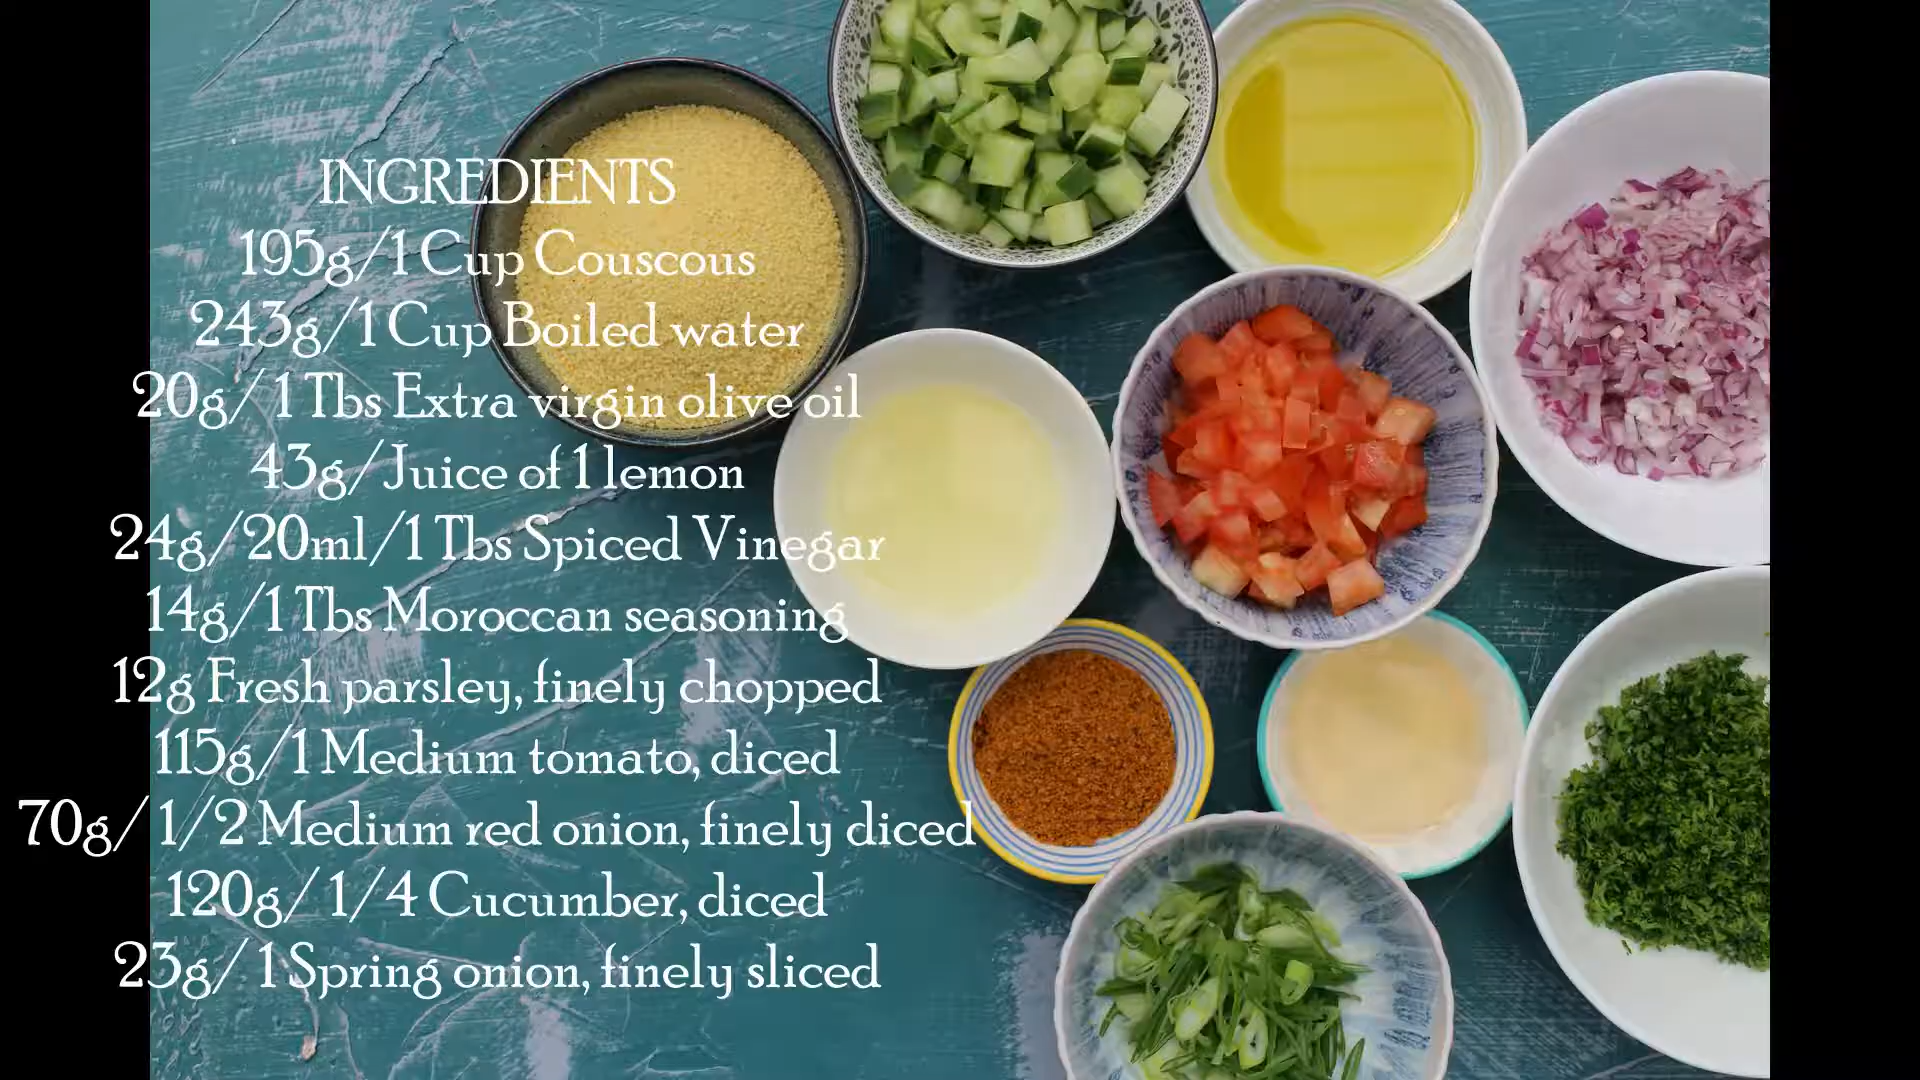 INGREDIENTS
195g/1 Cup Couscous
243g/1 Cup Boiled water
20g/ 1 Tbs Extra virgin olive oil
43g/Juice of 1 lemon
24g/20ml/1 Tbs Spiced Vinegar
14g/1 Tbs Moroccan seasoning
12g Fresh parsley, finely chopped
115g/1 Medium tomato, diced
70g/ 1/2 Medium red onion, finely diced
120g/ 1/4 Cucumber, diced
23g/ 1 Spring onion, finely sliced